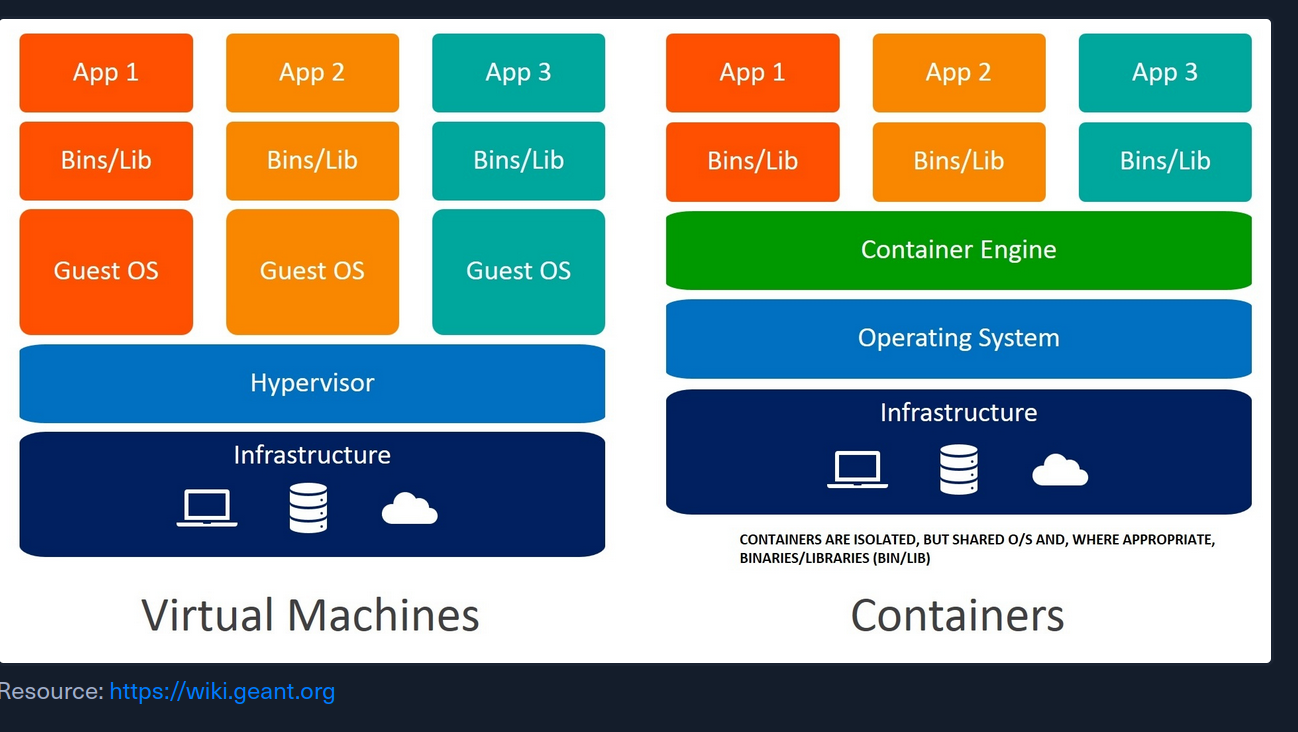 App 1
App 2
App 3
Bins/Lib
Bins/Lib
Bins/Lib
Guest OS
Guest OS
Guest OS
Hypervisor
Infrastructure
Virtual Machines
App 1
App 2
App 3
Bins/Lib
Bins/Lib
Bins/Lib
Container Engine
Operating System
Infrastructure
CONTAINERS ARE ISOLATED, BUT SHARED O/S AND, WHERE APPROPRIATE,
BINARIES/LIBRARIES (BIN/LIB)
Containers
Resource: https://wiki.geant.org